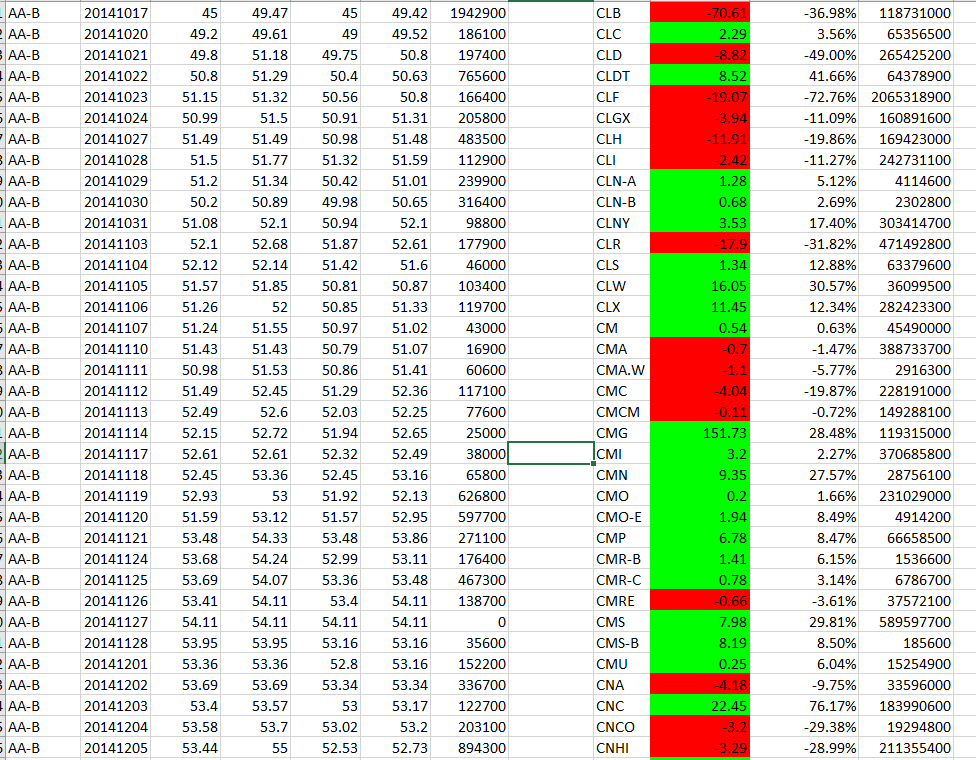 AA-B 20141017 45 49.47 45 49.42 1942900 CLB -70.61 -36.98% 118731000
AA-B 20141020 49.2 49.61 49 49.52 186100 CLC 2.29 3.56% 65356500
AA-B 20141021 49.8 51.18 49.75 50.8 197400 CLD -8.82 -49.00% 265425200
AA-B 20141022 50.8 51.29 50.4 50.63 765600 CLDT 8.52 41.66% 64378900
AA-B 20141023 51.15 51.32 50.56 50.8 166400 CLF -19.07 -72.76% 2065318900
AA-B 20141024 50.99 51.5 50.91 51.31 205800 CLGX -3.94 -11.09% 160891600
AA-B 20141027 51.49 51.49 50.98 51.48 483500 CLH -11.91 -19.86% 169423000
AA-B 20141028 51.5 51.77 51.32 51.59 112900 CLI -2.42 -11.27% 242731100
AA-B 20141029 51.2 51.34 50.42 51.01 239900 CLN-A 1.28 5.12% 4114600
AA-B 20141030 50.2 50.89 49.98 50.65 316400 CLN-B 0.68 2.69% 2302800
AA-B 20141031 51.08 52.1 50.94 52.1 98800 CLNY 3.53 17.40% 303414700
AA-B 20141103 52.1 52.68 51.87 52.61 177900 CLR -17.9 -31.82% 471492800
AA-B 20141104 52.12 52.14 51.42 51.6 46000 CLS 1.34 12.88% 63379600
AA-B 20141105 51.57 51.85 50.81 50.87 103400 CLW 16.05 30.57% 36099500
AA-B 20141106 51.26 52 50.85 51.33 119700 CLX 11.45 12.34% 282423300
AA-B 20141107 51.24 51.55 50.97 51.02 43000 CM 0.54 0.63% 45490000
AA-B 20141110 51.43 51.43 50.79 51.07 16900 CMA -0.7 -1.47% 388733700
AA-B 20141111 50.98 51.53 50.86 51.41 60600 CMA.W -1.1 -5.77% 2916300
AA-B 20141112 51.49 52.45 51.29 52.36 117100 CMC -4.04 -19.87% 228191000
AA-B 20141113 52.49 52.6 52.03 52.25 77600 CMCM -0.11 -0.72% 149288100
AA-B 20141114 52.15 52.72 51.94 52.65 25000 CMG 151.73 28.48% 119315000
AA-B 20141117 52.61 52.61 52.32 52.49 38000 CMI 3.2 2.27% 370685800
AA-B 20141118 52.45 53.36 52.45 53.16 65800 CMN 9.35 27.57% 28756100
AA-B 20141119 52.93 53 51.92 52.13 626800 CMO 0.2 1.66% 231029000
AA-B 20141120 51.59 53.12 51.57 52.95 597700 CMO-E 1.94 8.49% 4914200
AA-B 20141121 53.48 54.33 53.48 53.86 271100 CMP 6.78 8.47% 66658500
AA-B 20141124 53.68 54.24 52.99 53.11 176400 CMR-B 1.41 6.15% 1536600
AA-B 20141125 53.69 54.07 53.36 53.48 467300 CMR-C 0.78 3.14% 6786700
AA-B 20141126 53.41 54.11 53.4 54.11 138700 CMRE -0.66 -3.61% 37572100
AA-B 20141127 54.11 54.11 54.11 54.11 0 CMS 7.98 29.81% 589597700
AA-B 20141128 53.95 53.95 53.16 53.16 35600 CMS-B 8.19 8.50% 185600
AA-B 20141201 53.36 53.36 52.8 53.16 152200 CMU 0.25 6.04% 15254900
AA-B 20141202 53.69 53.69 53.34 53.34 336700 CNA -4.18 -9.75% 33596000
AA-B 20141203 53.4 53.57 53 53.17 122700 CNC 22.45 76.17% 183990600
AA-B 20141204 53.58 53.7 53.02 53.2 203100 CNCO -3.2 -29.38% 19294800
AA-B 20141205 53.44 55 52.53 52.73 894300 CNHI -3.29 -28.99% 211355400